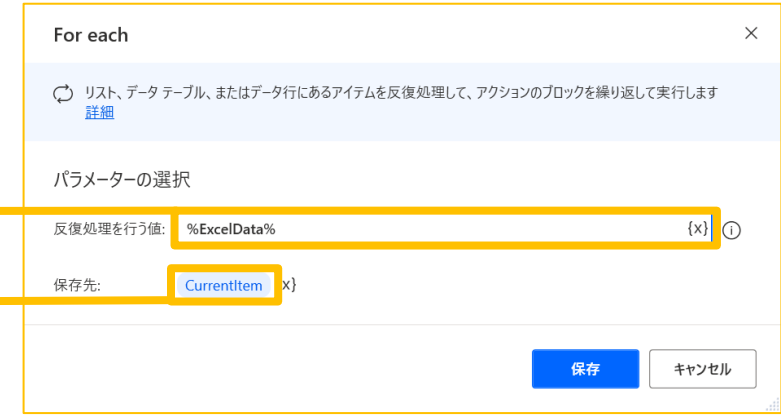 For each
リスト、データ テーブル、またはデータ行にあるアイテムを反復処理して、アクションのブロックを繰り返して実行します
詳細
パラメーターの選択
反復処理を行う値: %ExcelData% {x}
保存先: CurrentItem x}
保存 キャンセル